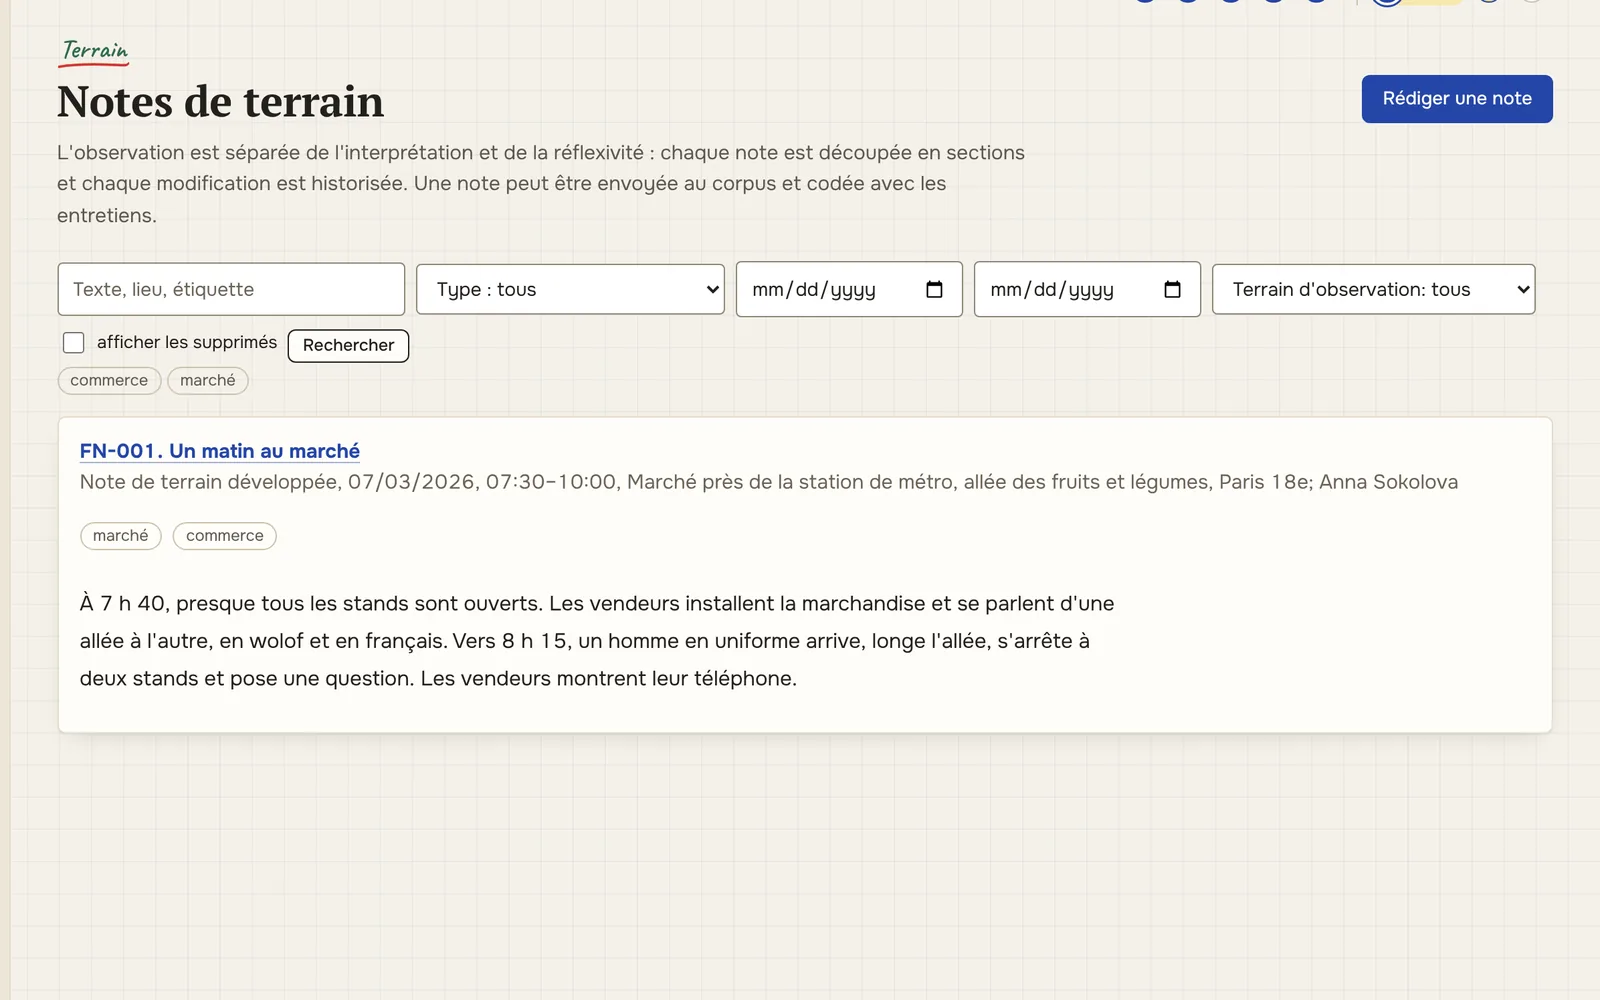 Terrain
Notes de terrain
Rédiger une note
L'observation est séparée de l'interprétation et de la réflexivité : chaque note est découpée en sections
et chaque modification est historisée. Une note peut être envoyée au corpus et codée avec les
entretiens.
Texte, lieu, étiquette
Type : tous
mm/dd/yyyy
mm/dd/yyyy
Terrain d'observation: tous
afficher les supprimés
Rechercher
commerce
marché
FN-001. Un matin au marché
Note de terrain développée, 07/03/2026, 07:30–10:00, Marché près de la station de métro, allée des fruits et légumes, Paris 18e; Anna Sokolova
marché
commerce
À 7 h 40, presque tous les stands sont ouverts. Les vendeurs installent la marchandise et se parlent d'une
allée à l'autre, en wolof et en français. Vers 8 h 15, un homme en uniforme arrive, longe l'allée, s'arrête à
deux stands et pose une question. Les vendeurs montrent leur téléphone.